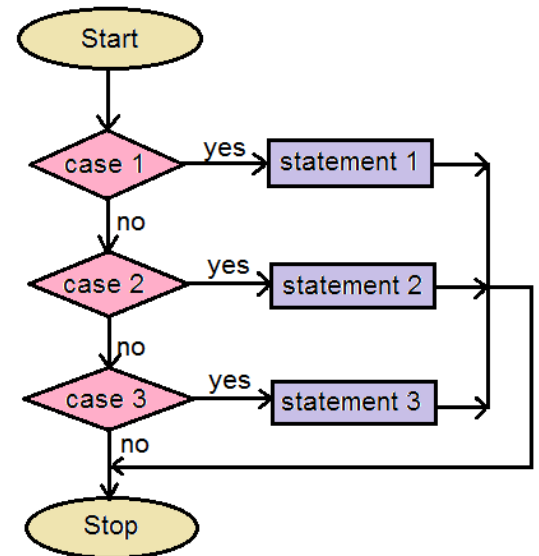 Start
case 1
yes
statement 1
no
case 2
yes
statement 2
no
case 3
yes
statement 3
no
Stop